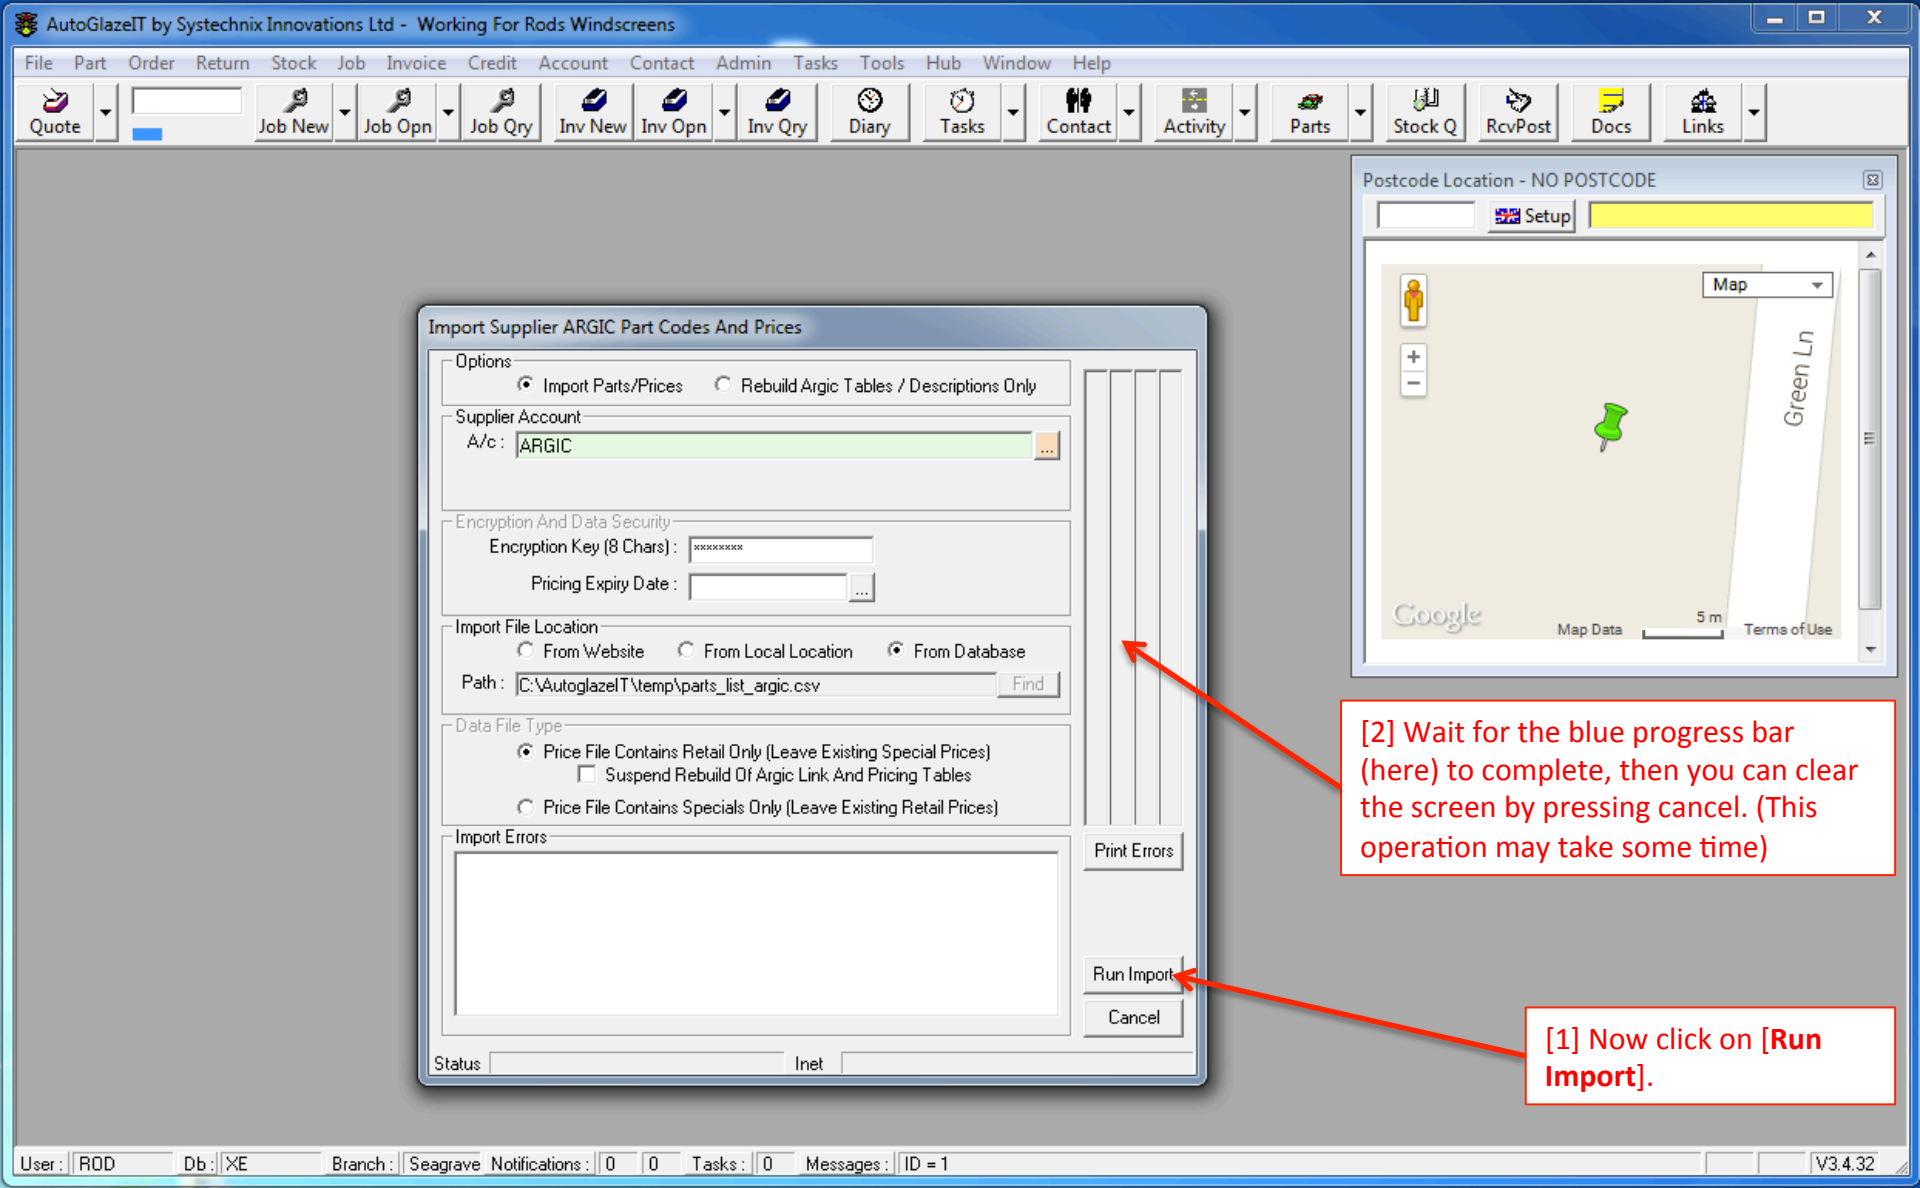 AutoGlazeIT by Systechnix Innovations Ltd - Working For Rods Windscreens
File Part Order Return Stock Job Invoice Credit Account Contact Admin Tasks Tools Hub Window Help
Quote Job New Job Opn Job Qry Inv New Inv Opn Inv Qry Diary Tasks Contact Activity Parts Stock Q RcvPost Docs Links
Postcode Location - NO POSTCODE
Setup
Map
Green Ln
Google
Map Data 5 m Terms of Use
Import Supplier ARGIC Part Codes And Prices
Options
Import Parts/Prices Rebuild Argic Tables / Descriptions Only
Supplier Account
A/c : ARGIC ...
Encryption And Data Security
Encryption Key (8 Chars) : ********
Pricing Expiry Date : ...
Import File Location
From Website From Local Location From Database
Path : C:\AutoglazeIT\temp\parts_list_argic.csv Find
Data File Type
Price File Contains Retail Only (Leave Existing Special Prices)
Suspend Rebuild Of Argic Link And Pricing Tables
Price File Contains Specials Only (Leave Existing Retail Prices)
Import Errors
Print Errors
Run Import
Cancel
Status Inet
[2] Wait for the blue progress bar
(here) to complete, then you can clear
the screen by pressing cancel. (This
operation may take some time)
[1] Now click on [Run
Import].
User : ROD Db : XE Branch : Seagrave Notifications : 0 0 Tasks : 0 Messages : ID = 1 V3.4.32